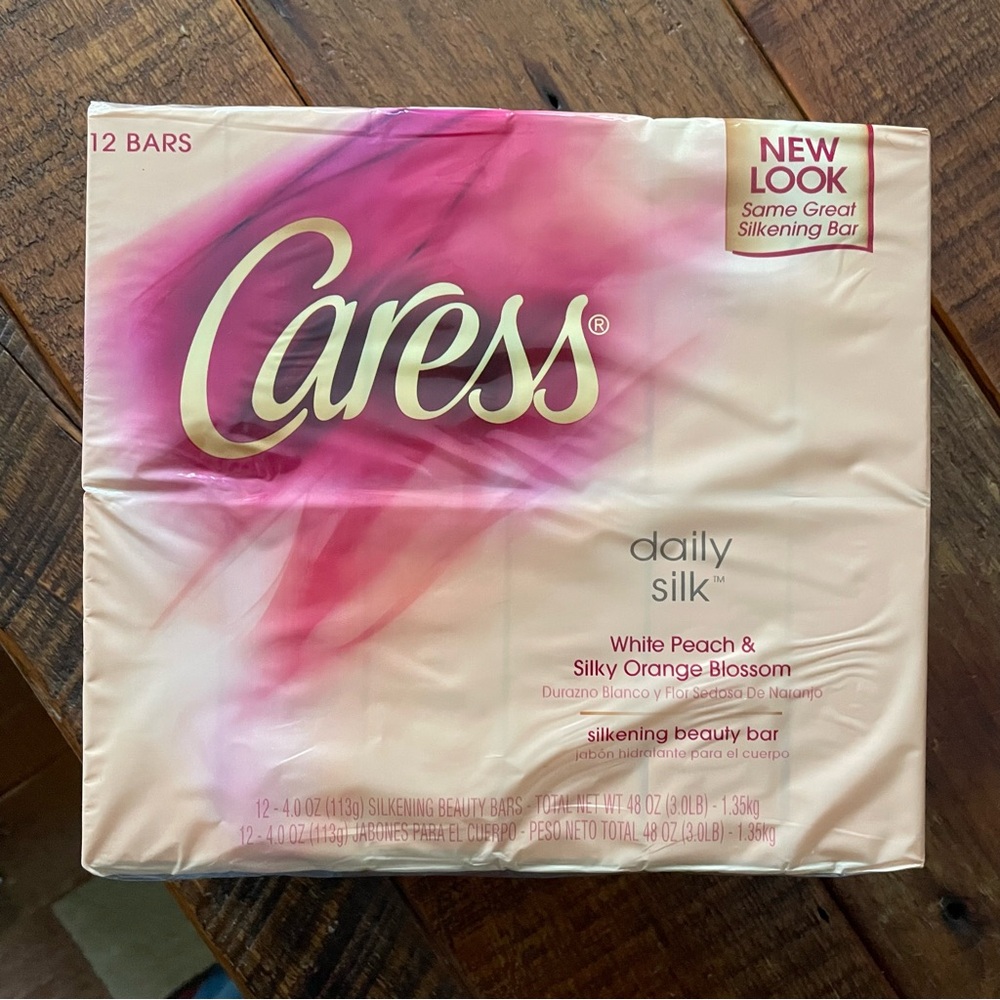 12 BARS
NEW
LOOK
Same Great
Silkening Bar
Caress®
daily
silk™
White Peach &
Silky Orange Blossom
Durazno Blanco y Flor Sedosa De Naranjo
silkening beauty bar
jabón hidratante para el cuerpo
12 - 4.0 OZ (113g) SILKENING BEAUTY BARS - TOTAL NET WT 48 OZ (3.0LB) - 1.35kg
12 - 4.0 OZ (113g) JABONES PARA EL CUERPO - PESO NETO TOTAL 48 OZ (3.0LB) - 1.35kg